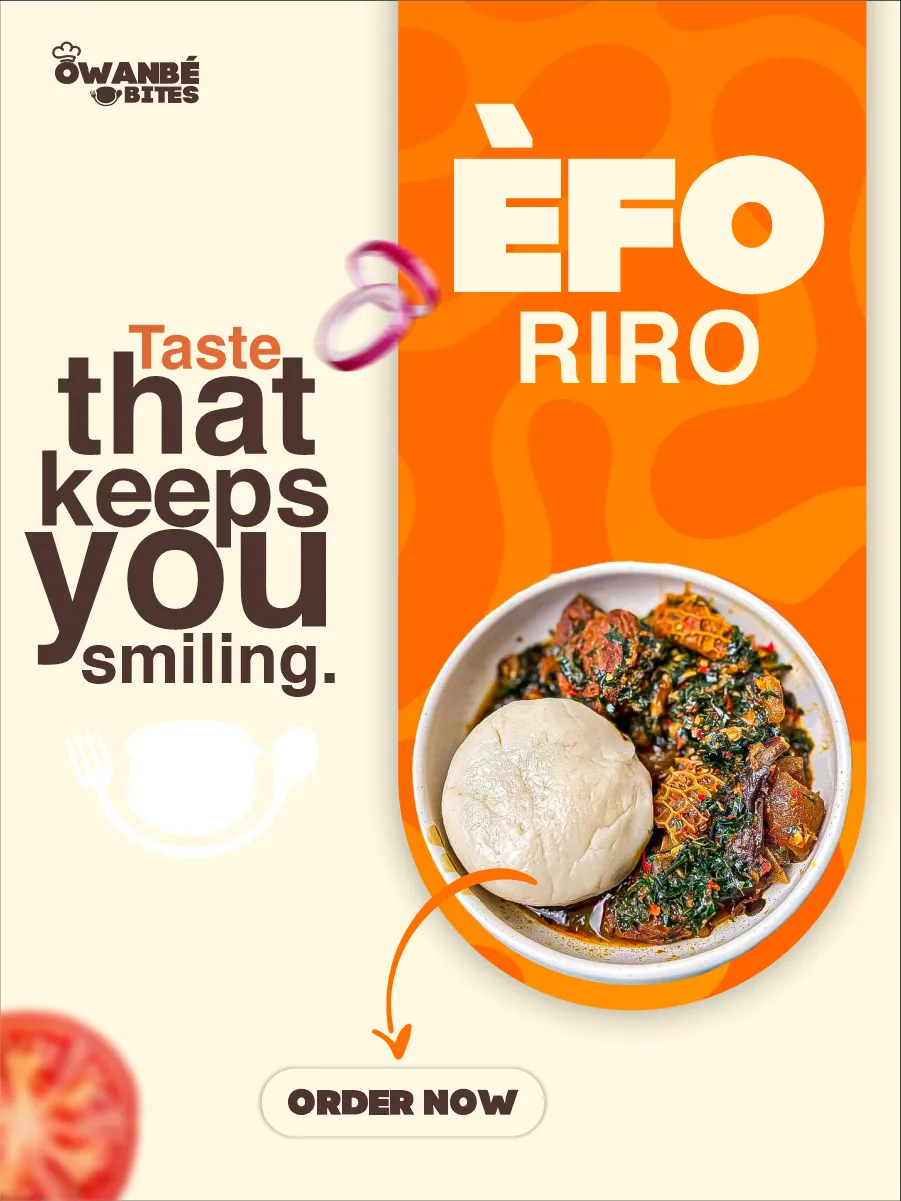 OWANBÉ
BITES
ÈFO
RIRO
Taste
that
keeps
you
smiling.
ORDER NOW